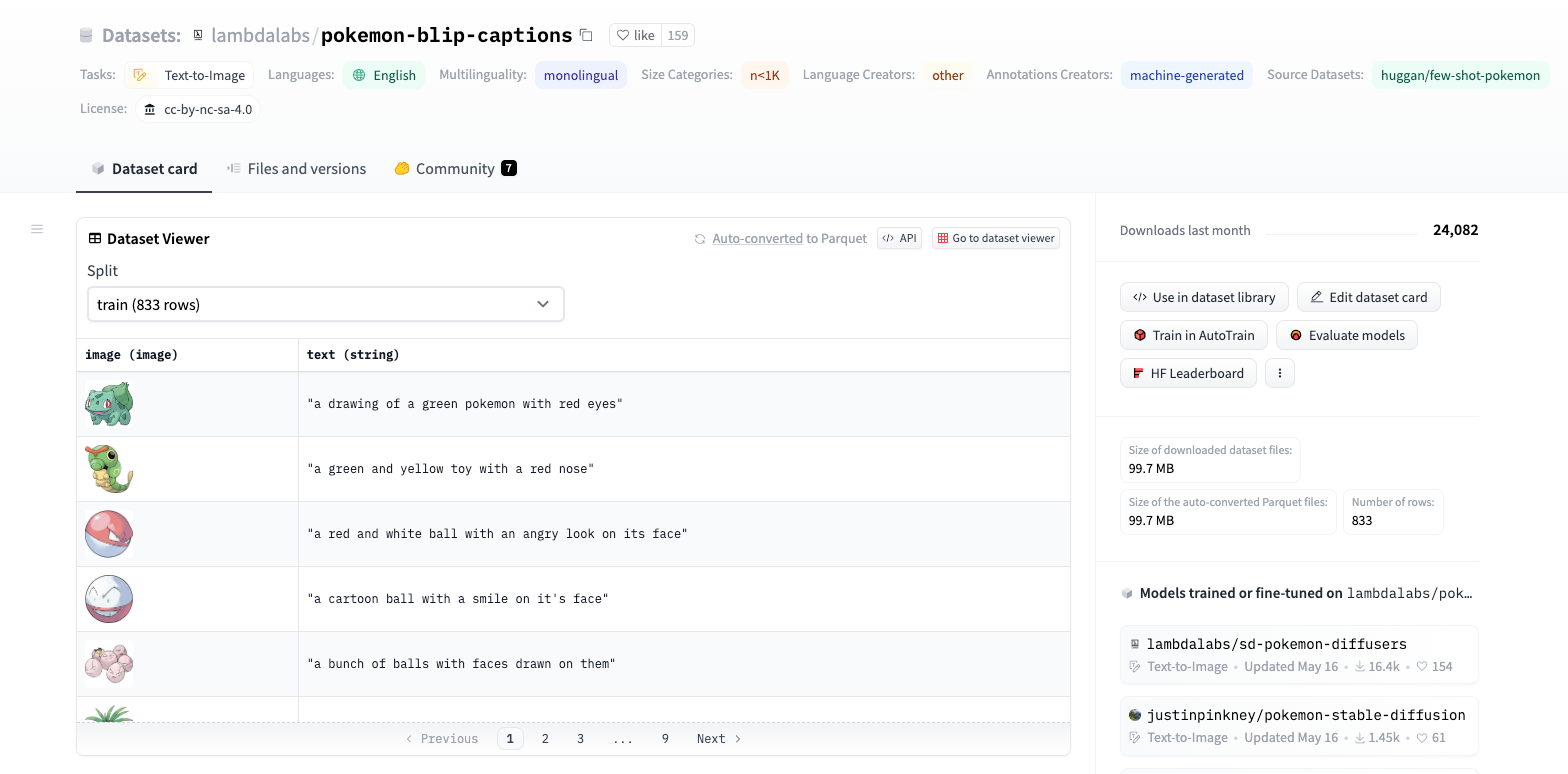 Datasets: lambdalabs/pokemon-blip-captions like 159
Tasks: Text-to-Image Languages: English Multilinguality: monolingual Size Categories: n<1K Language Creators: other Annotations Creators: machine-generated Source Datasets: huggan/few-shot-pokemon
License: cc-by-nc-sa-4.0
Dataset card Files and versions Community 7
Dataset Viewer Auto-converted to Parquet API Go to dataset viewer
Split
train (833 rows)
image (image) text (string)
"a drawing of a green pokemon with red eyes"
"a green and yellow toy with a red nose"
"a red and white ball with an angry look on its face"
"a cartoon ball with a smile on it's face"
"a bunch of balls with faces drawn on them"
< Previous 1 2 3 ... 9 Next >
Downloads last month 24,082
Use in dataset library Edit dataset card
Train in AutoTrain Evaluate models
HF Leaderboard
Size of downloaded dataset files:
99.7 MB
Size of the auto-converted Parquet files: Number of rows:
99.7 MB 833
Models trained or fine-tuned on lambdalabs/pok…
lambdalabs/sd-pokemon-diffusers
Text-to-Image • Updated May 16 • 16.4k • 154
justinpinkney/pokemon-stable-diffusion
Text-to-Image • Updated May 16 • 1.45k • 61